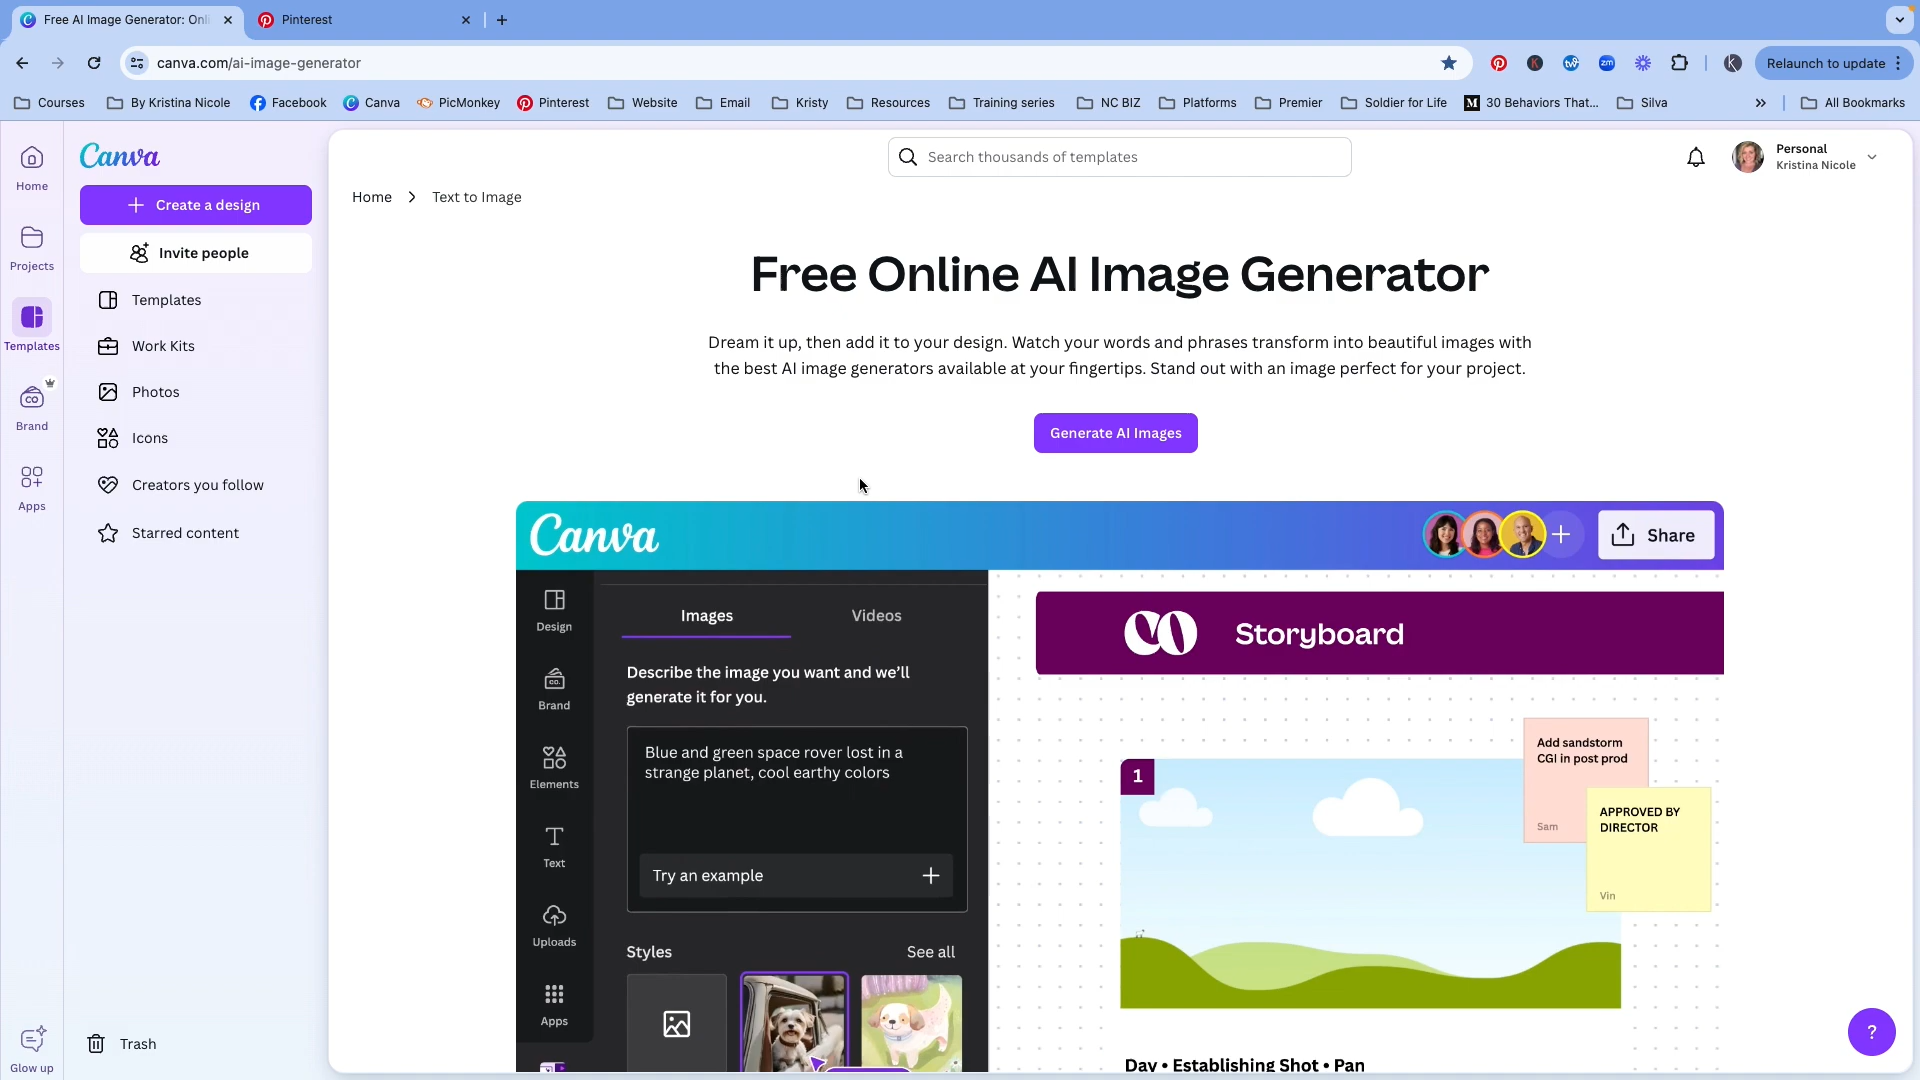 Free AI Image Generator: Onli
Pinterest
canva.com/ai-image-generator
Relaunch to update
Courses
By Kristina Nicole
Facebook
Canva
PicMonkey
Pinterest
Website
Email
Kristy
Resources
Training series
NC BIZ
Platforms
Premier
Soldier for Life
30 Behaviors That...
Silva
All Bookmarks
Home
Projects
Templates
Brand
Apps
Glow up
Canva
Create a design
Invite people
Templates
Work Kits
Photos
Icons
Creators you follow
Starred content
Trash
Search thousands of templates
Personal
Kristina Nicole
Home
Text to Image
Free Online AI Image Generator
Dream it up, then add it to your design. Watch your words and phrases transform into beautiful images with
the best AI image generators available at your fingertips. Stand out with an image perfect for your project.
Generate AI Images
Canva
Share
Design
Brand
Elements
Text
Uploads
Apps
Images
Videos
Describe the image you want and we’ll
generate it for you.
Blue and green space rover lost in a
strange planet, cool earthy colors
Try an example
Styles
See all
Storyboard
1
Add sandstorm
CGI in post prod
Sam
APPROVED BY
DIRECTOR
Vin
Day • Establishing Shot • Pan
?